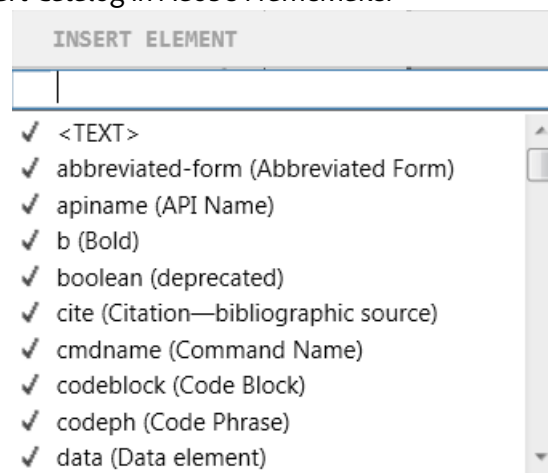 INSERT ELEMENT
<TEXT>
abbreviated-form (Abbreviated Form)
apiname (API Name)
b (Bold)
boolean (deprecated)
cite (Citation—bibliographic source)
cmdname (Command Name)
codeblock (Code Block)
codeph (Code Phrase)
data (Data element)